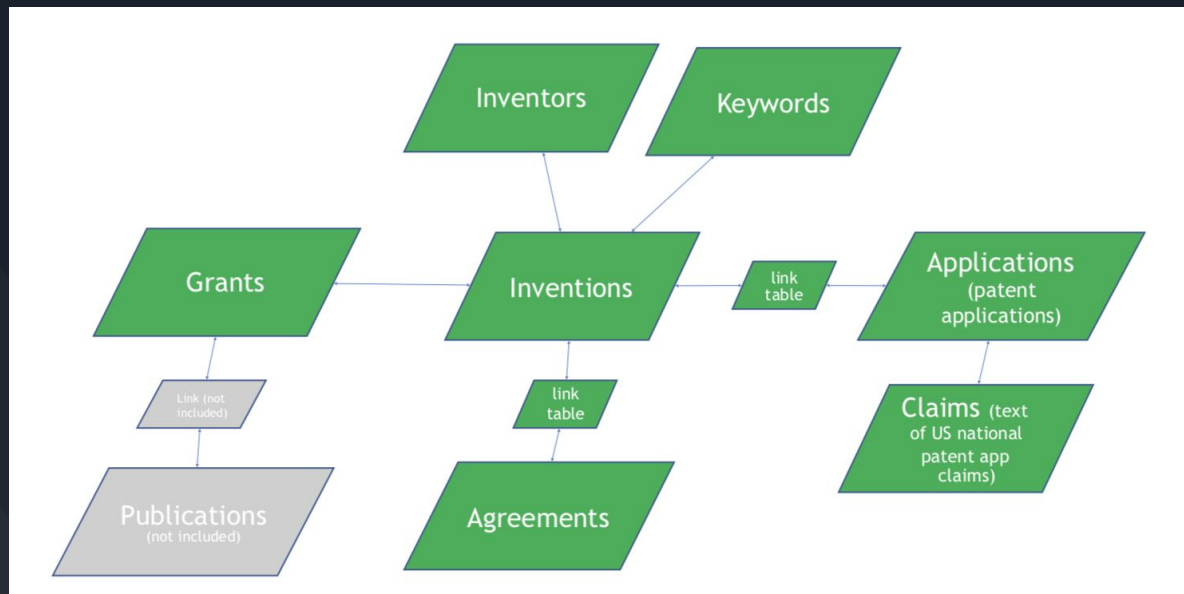 Inventors
Keywords
Grants
Inventions
link
table
Applications
(patent
applications)
Link (not
included)
link
table
Claims (text
of US national
patent app
claims)
Publications
(not included)
Agreements